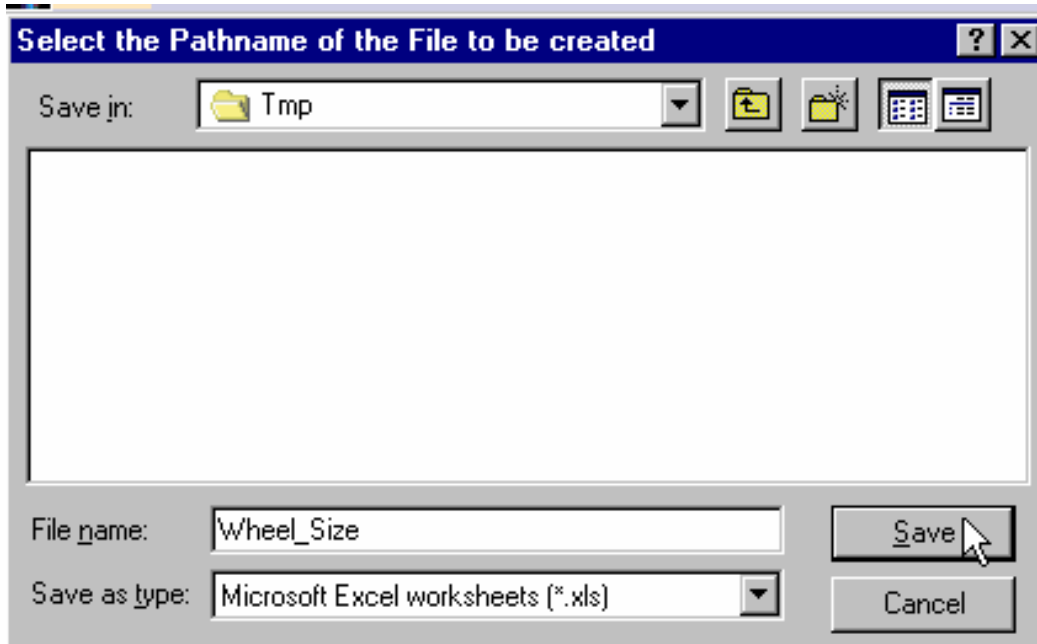 Select the Pathname of the File to be created
Save in: Tmp
File name: Wheel_Size Save
Save as type: Microsoft Excel worksheets (*.xls) Cancel